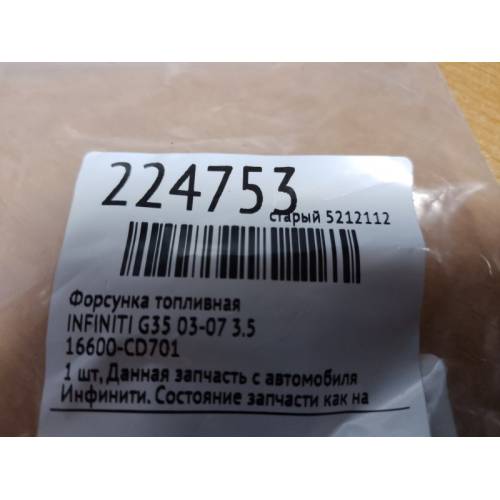 224753
старый 5212112
Форсунка топливная
INFINITI G35 03-07 3.5
16600-CD701
1 шт, Данная запчасть с автомобиля
Инфинити. Состояние запчасти как на